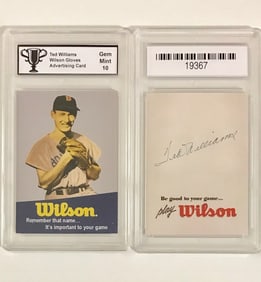 Ted Williams
Wilson Gloves
Advertising Card
Gem
Mint
10
Wilson
Remember that name...
It's important to your game
19367
Ted Williams
Be good to your game...
play Wilson